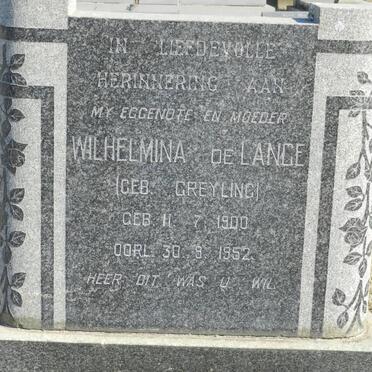 IN LIEFDEVOLLE
HERINNERING AAN
MY EGGENOTE EN MOEDER
WILHELMINA DE LANGE
(GEB. GREYLING)
GEB. 11. 7. 1900
OORL. 30. 9. 1952.
HEER DIT WAS U WIL.